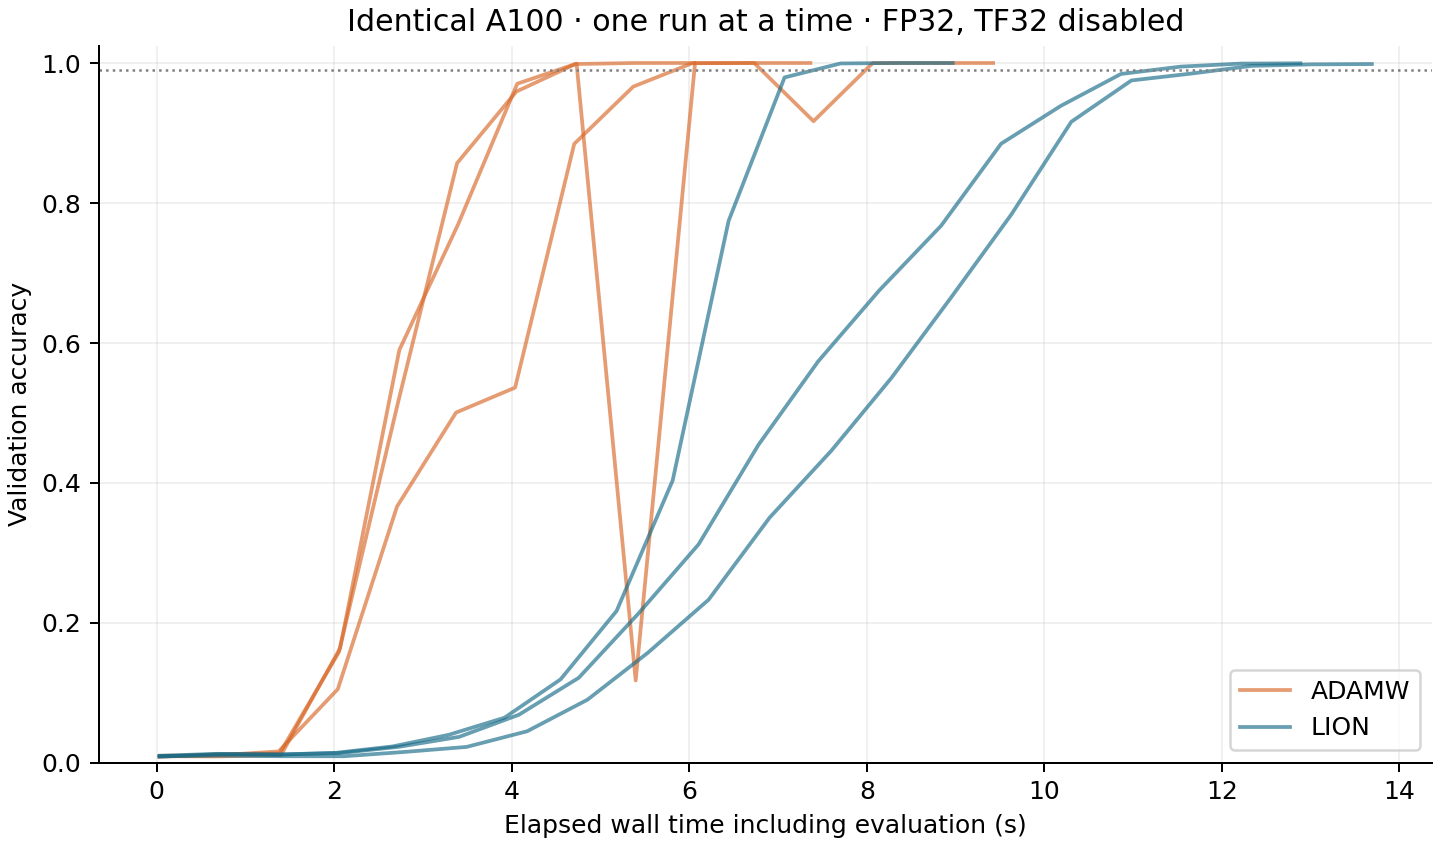 Identical A100 · one run at a time · FP32, TF32 disabled
Validation accuracy
1.0
0.8
0.6
0.4
0.2
0.0
0
2
4
6
8
10
12
14
Elapsed wall time including evaluation (s)
ADAMW
LION